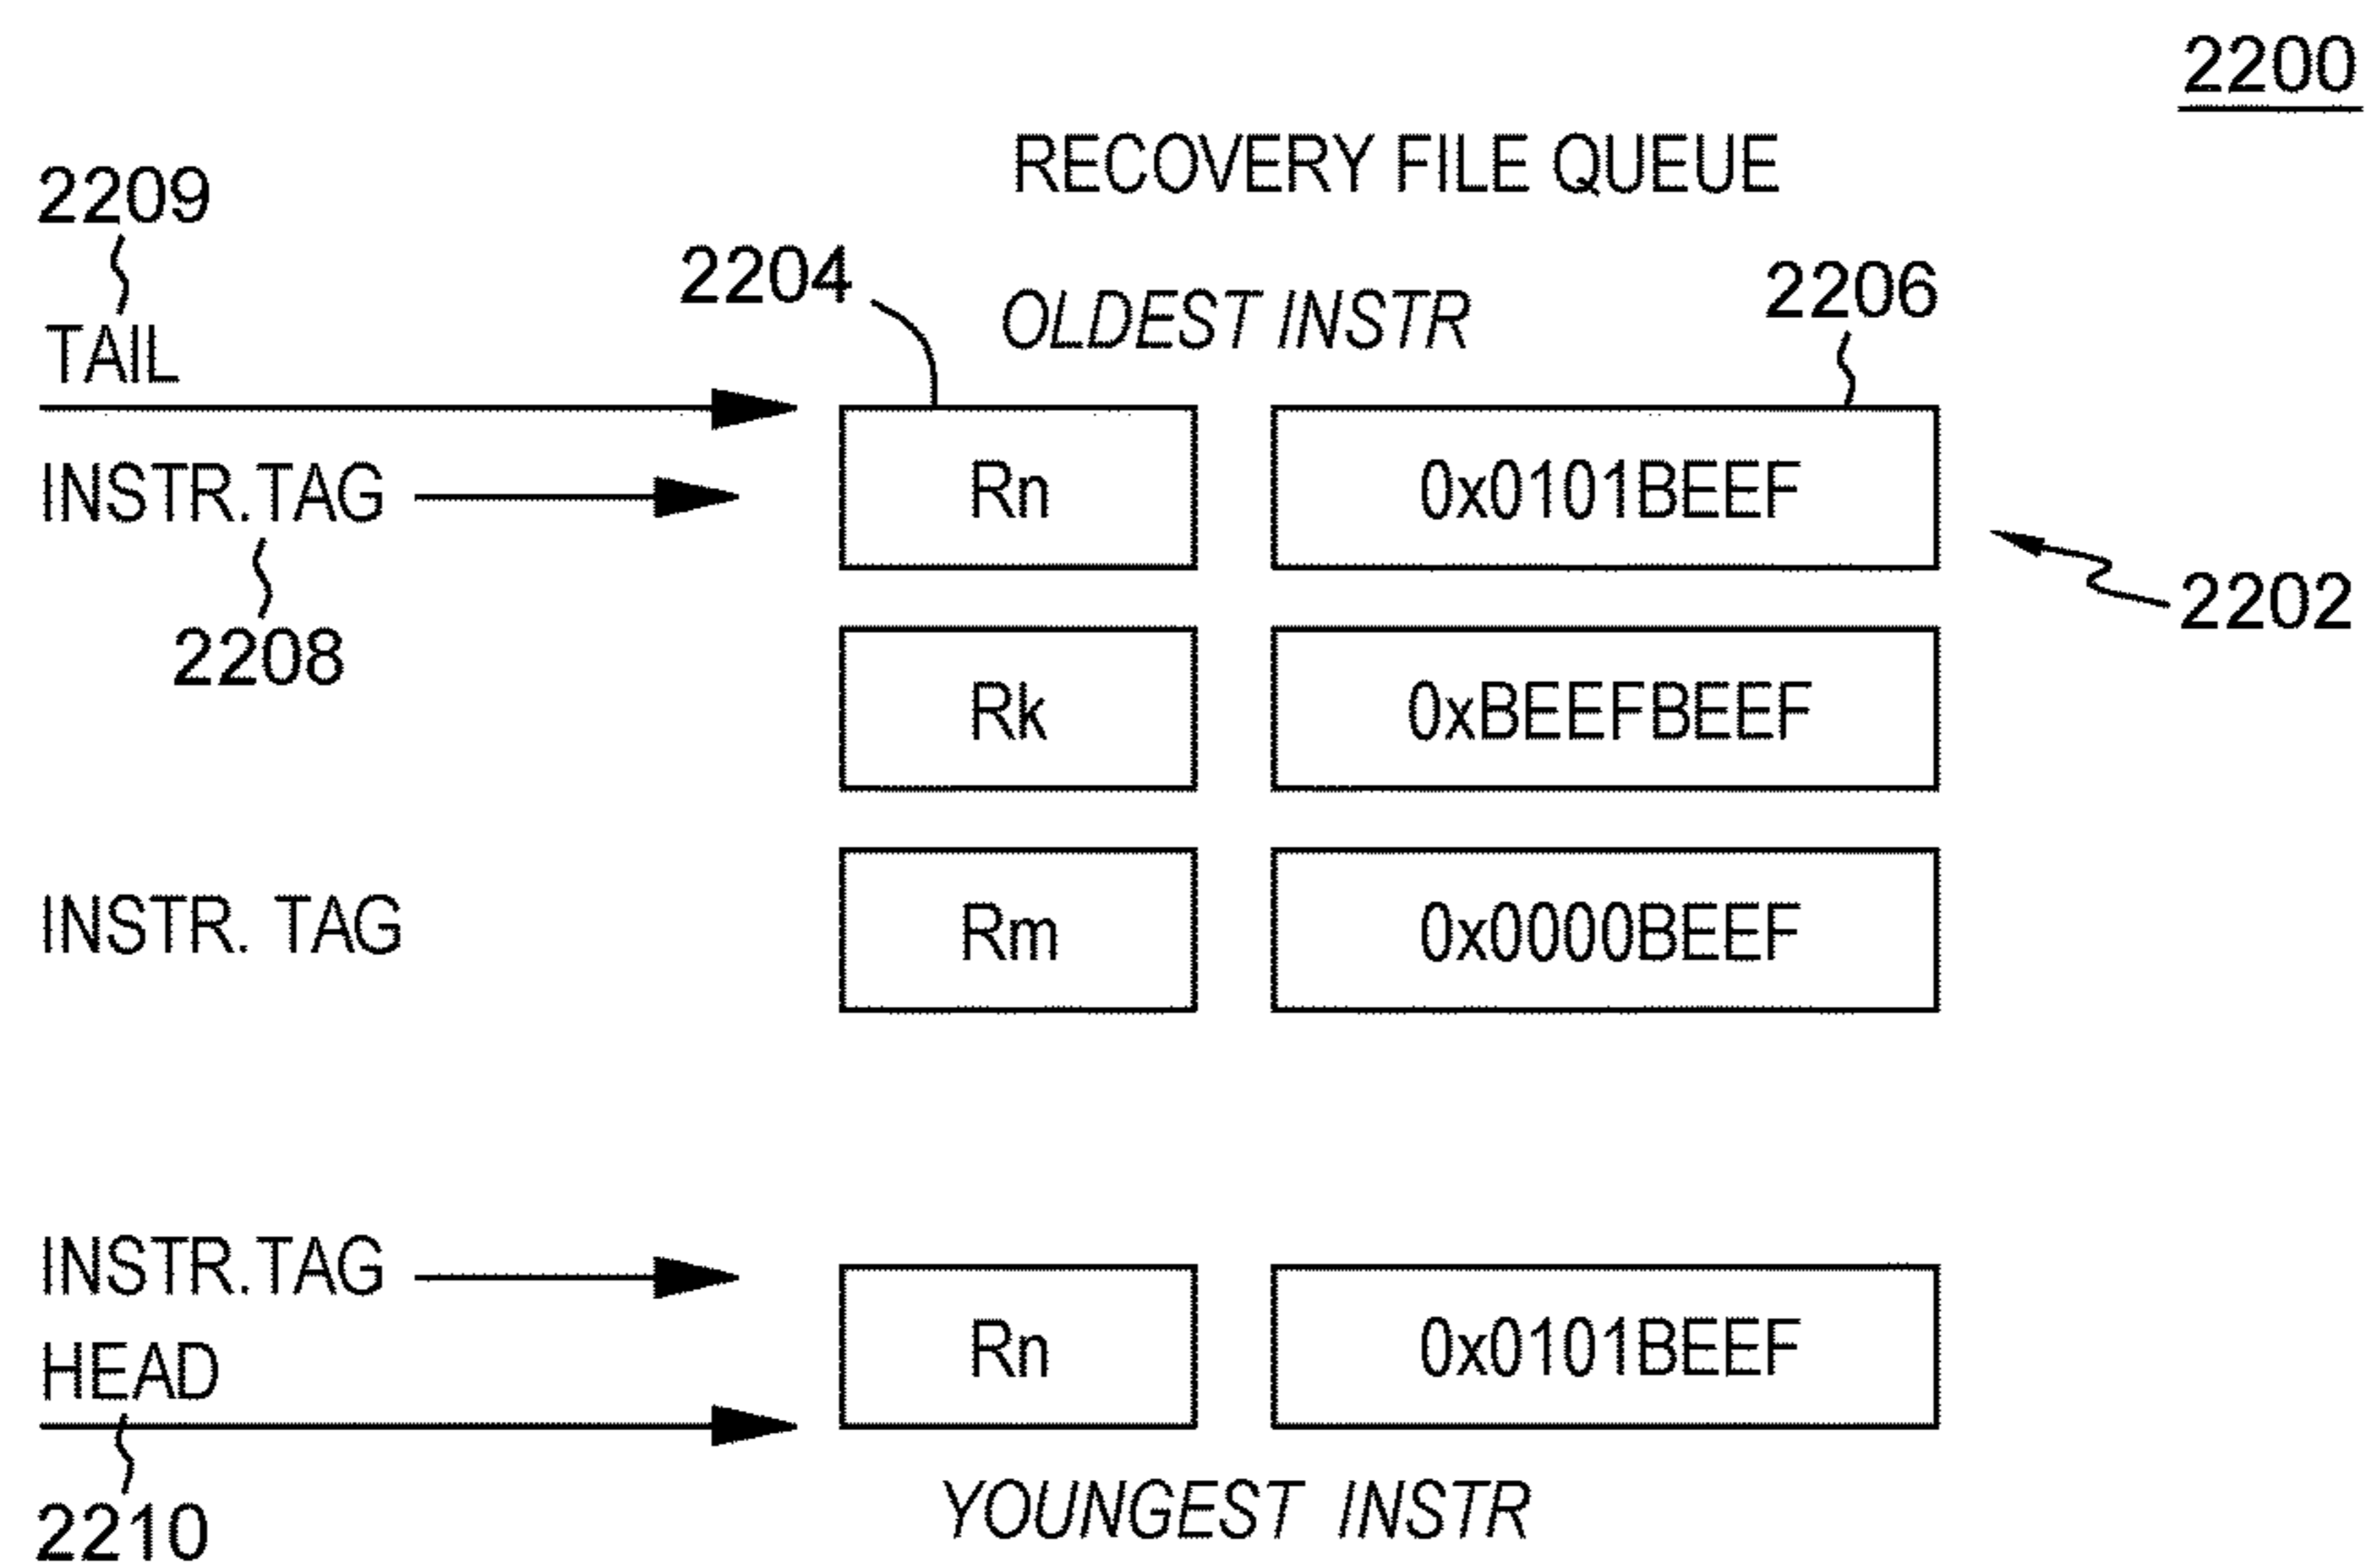 2200
RECOVERY FILE QUEUE
2209
2204
OLDEST INSTR
2206
TAIL
INSTR.TAG
Rn
0x0101BEEF
2202
2208
Rk
0xBEEFBEEF
INSTR. TAG
Rm
0x0000BEEF
INSTR.TAG
Rn
0x0101BEEF
HEAD
2210
YOUNGEST INSTR